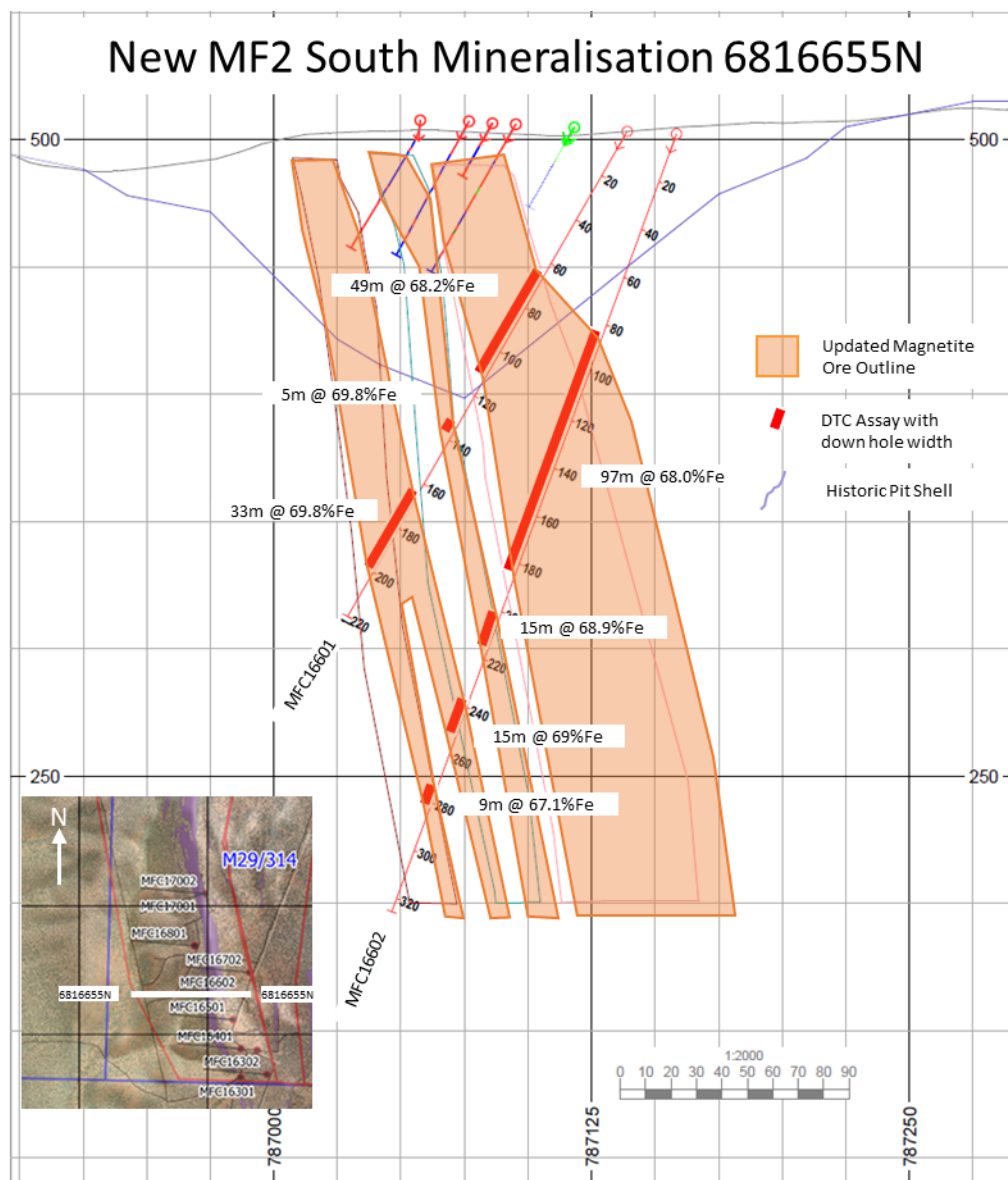 New MF2 South Mineralisation 6816655N
500
500
20
20
40
40
60
60
49m @ 68.2%Fe
80
80
100
100
5m @ 69.8%Fe
120
120
140
140
97m @ 68.0%Fe
33m @ 69.8%Fe
160
160
180
180
200
220
220
15m @ 68.9%Fe
MFC16601
240
15m @ 69%Fe
260
250
250
280
9m @ 67.1%Fe
300
320
MFC16602
Updated Magnetite
Ore Outline
DTC Assay with
down hole width
Historic Pit Shell
N
M29/314
MFC17002
MFC17001
MFC16801
MFC16702
MFC16602
6816655N
6816655N
MFC16501
MFC16401
MFC16302
MFC16301
1:2000
0 10 20 30 40 50 60 70 80 90
787000
787125
787250